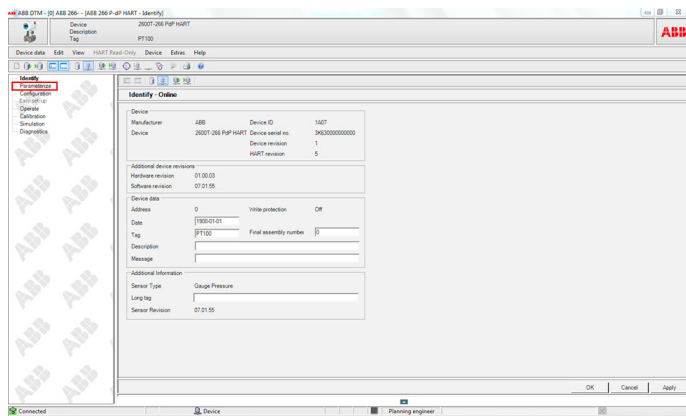 ABB DTM - [0] ABB 266- - [ABB 266 P-dP HART - Identify]
Device 2600T-266 PdP HART
Description
Tag PT100
ABB
Device data Edit View HART Read-Only Device Extras Help
Identify
Parameterize
Configuration
Easy set-up
Operate
Calibration
Simulation
Diagnostics
Identify - Online
Device
Manufacturer ABB Device ID 1A07
Device 2600T-266 PdP HART Device serial no. 3K630000000000
Device revision 1
HART revision 5
Additional device revisions
Hardware revision 01.00.03
Software revision 07.01.55
Device data
Address 0 Write protection Off
Date 1900-01-01
Tag PT100 Final assembly number 0
Description
Message
Additional Information
Sensor Type Gauge Pressure
Long tag
Sensor Revision 07.01.55
OK Cancel Apply
Connected Device Planning engineer